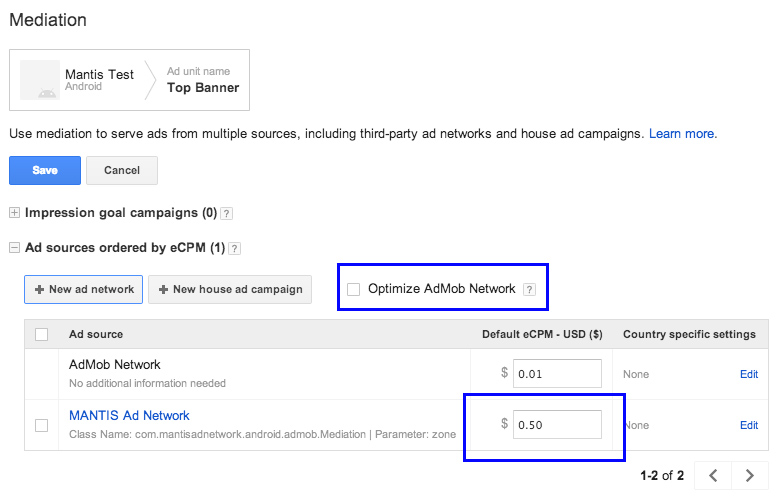 Mediation
Mantis Test
Android
Ad unit name
Top Banner
Use mediation to serve ads from multiple sources, including third-party ad networks and house ad campaigns. Learn more.
Save Cancel
Impression goal campaigns (0) ?
Ad sources ordered by eCPM (1) ?
+ New ad network + New house ad campaign Optimize AdMob Network ?
Ad source Default eCPM - USD ($) Country specific settings
AdMob Network
No additional information needed
$ 0.01 None Edit
MANTIS Ad Network
Class Name: com.mantisadnetwork.android.admob.Mediation | Parameter: zone
$ 0.50 None Edit
1-2 of 2